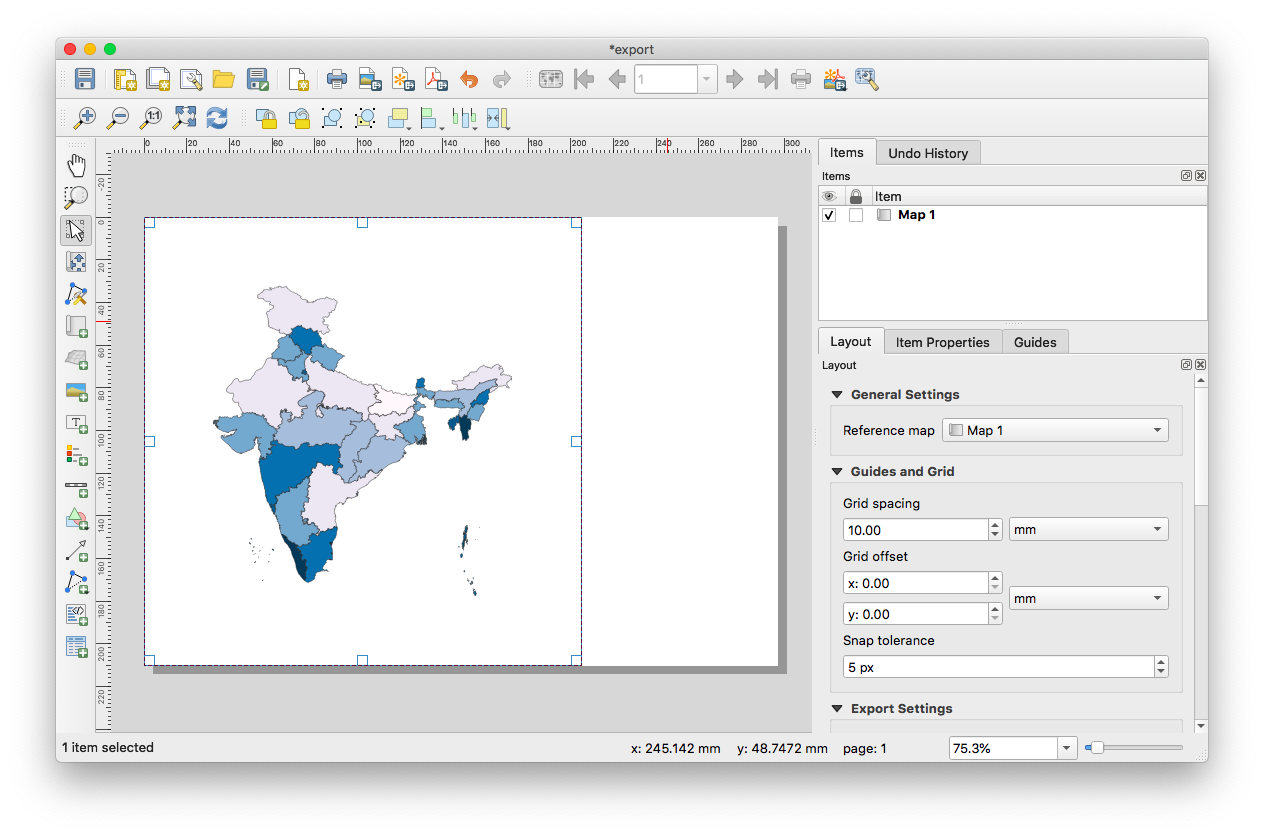 *export
1
1:1
0 20 40 60 80 100 120 140 160 180 200 220 240 260 280 300
-20 0 20 40 60 80 100 120 140 160 180 200 220
Items Undo History
Items
Item
Map 1
Layout Item Properties Guides
Layout
General Settings
Reference map Map 1
Guides and Grid
Grid spacing
10.00 mm
Grid offset
x: 0.00
mm
y: 0.00
Snap tolerance
5 px
Export Settings
1 item selected x: 245.142 mm y: 48.7472 mm page: 1 75.3%